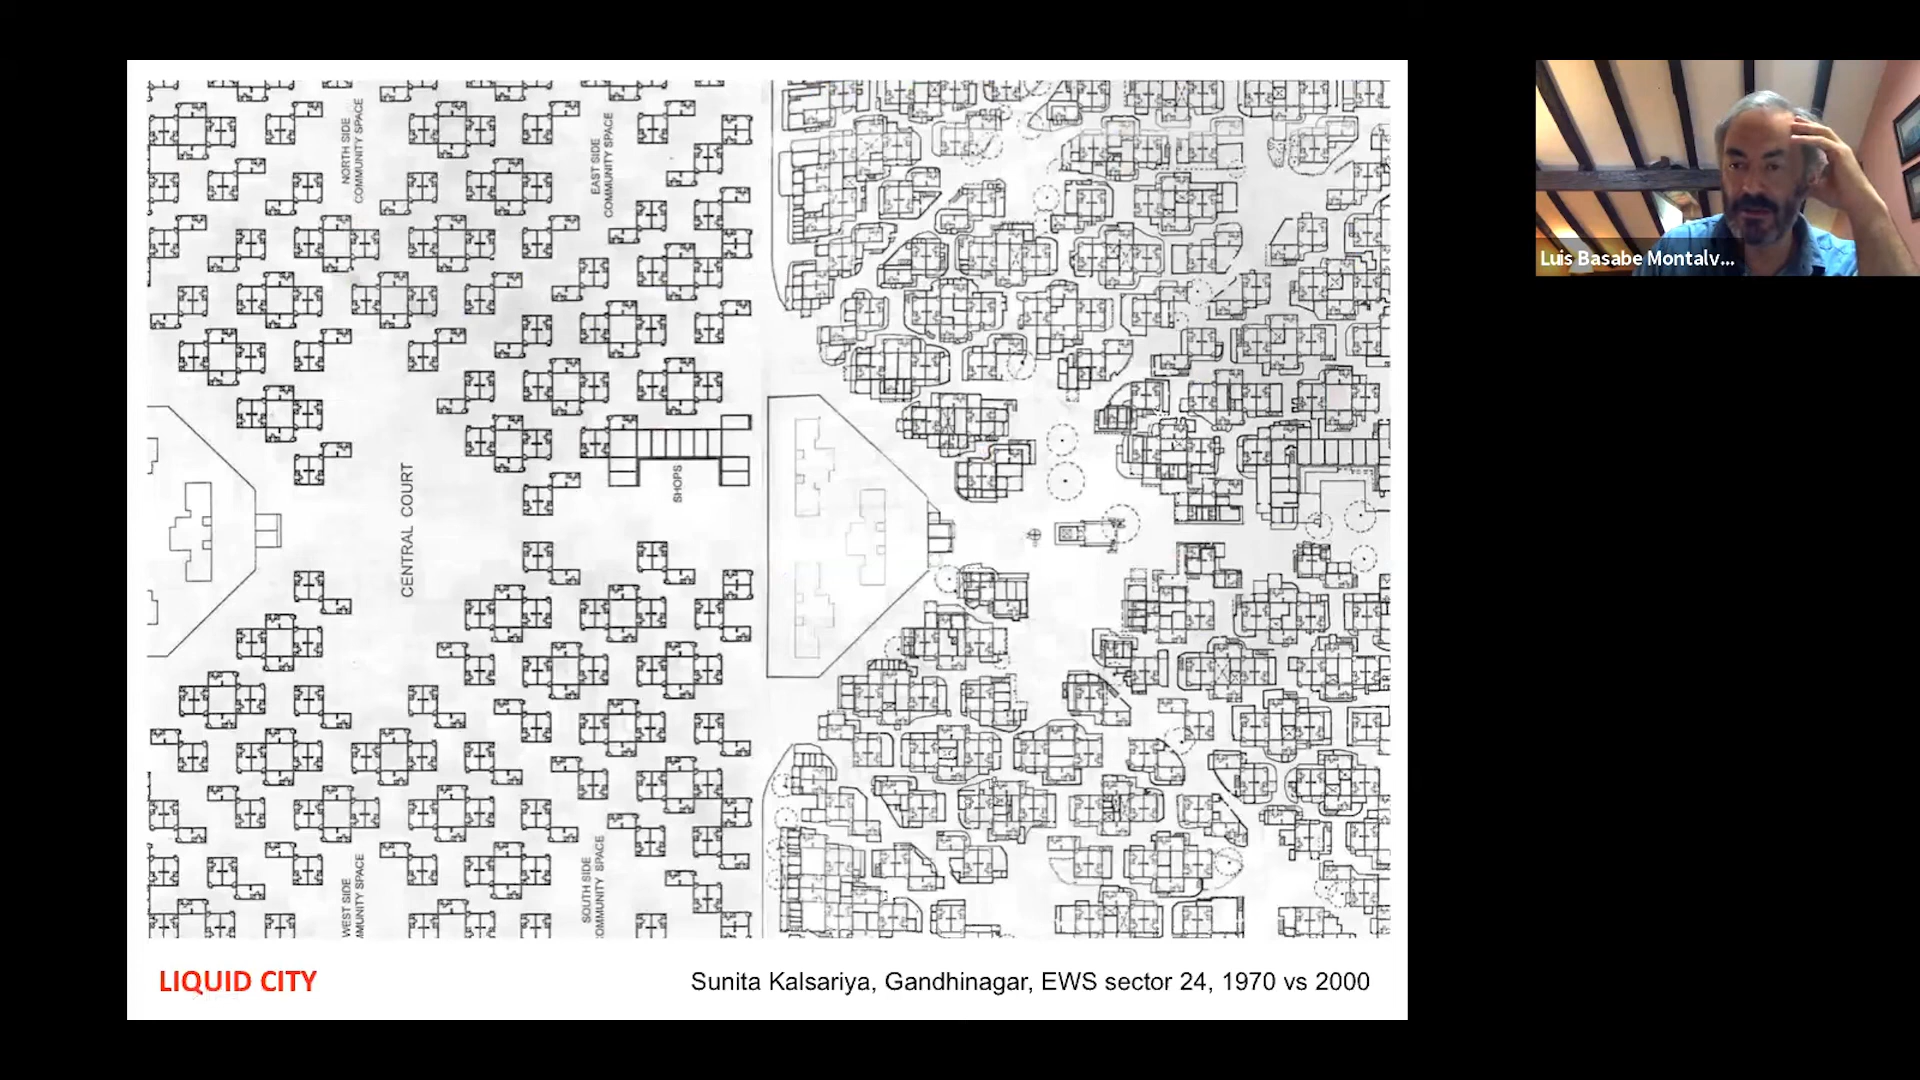 NORTH SIDE
COMMUNITY SPACE
EAST SIDE
COMMUNITY SPACE
CENTRAL COURT
SHOPS
WEST SIDE
MUNITY SPACE
SOUTH SIDE
COMMUNITY SPACE
LIQUID CITY
Sunita Kalsariya, Gandhinagar, EWS sector 24, 1970 vs 2000
Luis Basabe Montalv...